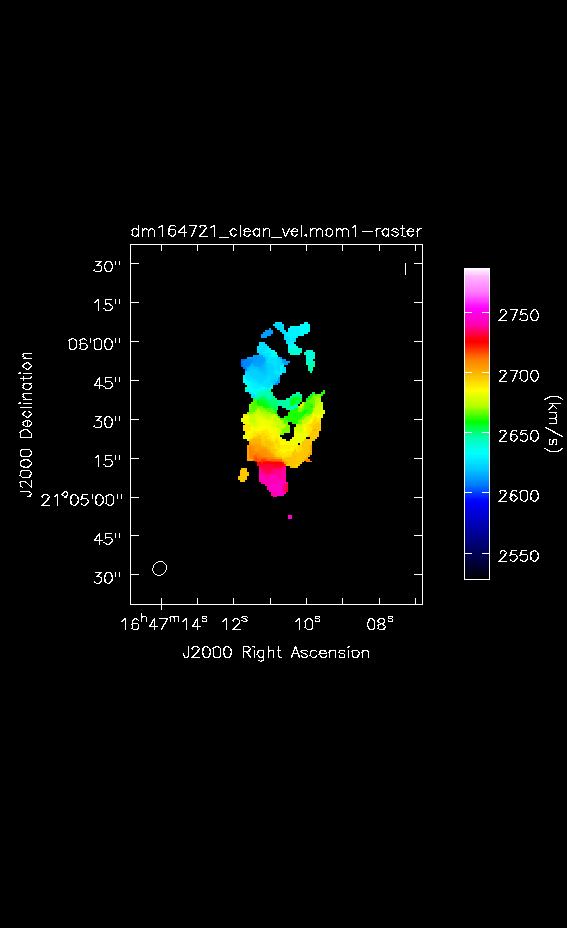 dm164721_clean_vel.mom1-raster
30"
15"
06'00"
45"
30"
15"
21°05'00"
45"
30"
J2000 Declination
16ʰ47ᵐ14ˢ 12ˢ 10ˢ 08ˢ
J2000 Right Ascension
2750
2700
2650
2600
2550
(km/s)